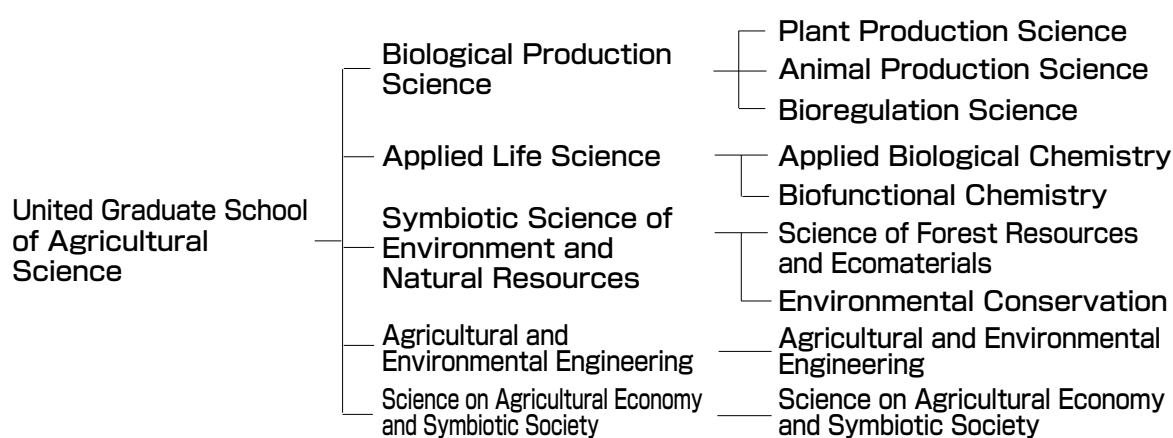 United Graduate School
of Agricultural
Science
Biological Production
Science
Plant Production Science
Animal Production Science
Bioregulation Science
Applied Life Science
Applied Biological Chemistry
Biofunctional Chemistry
Symbiotic Science of
Environment and
Natural Resources
Science of Forest Resources
and Ecomaterials
Environmental Conservation
Agricultural and
Environmental Engineering
Agricultural and Environmental
Engineering
Science on Agricultural Economy
and Symbiotic Society
Science on Agricultural Economy
and Symbiotic Society